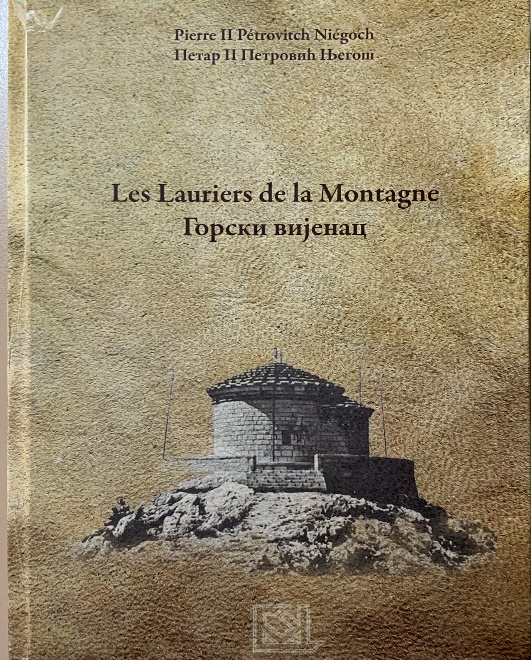 Pierre II Pétrovitch Niégoch
Петар II Петровић Његош
Les Lauriers de la Montagne
Горски вијенац